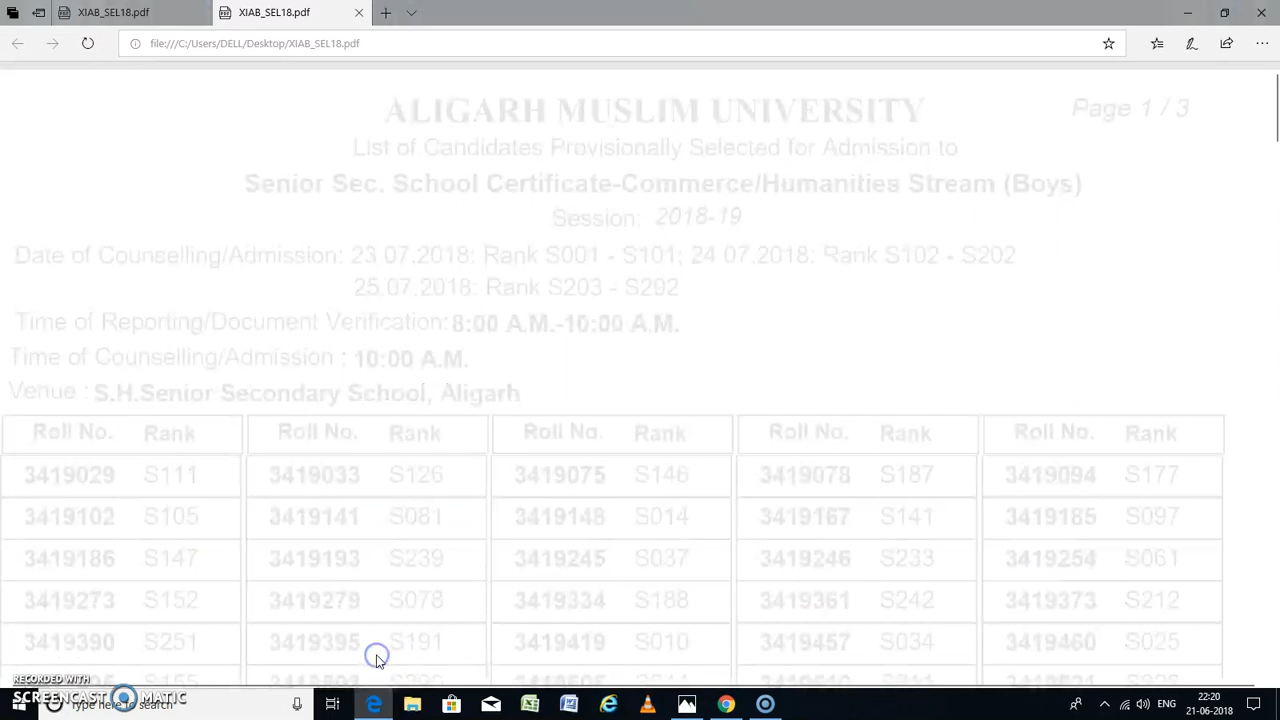 XIAB_SEL18.pdf
XIAB_SEL18.pdf
file:///C:/Users/DELL/Desktop/XIAB_SEL18.pdf
ALIGARH MUSLIM UNIVERSITY
Page 1 / 3
List of Candidates Provisionally Selected for Admission to
Senior Sec. School Certificate-Commerce/Humanities Stream (Boys)
Session: 2018-19
Date of Counselling/Admission: 23.07.2018: Rank S001 - S101; 24.07.2018: Rank S102 - S202
25.07.2018: Rank S203 - S292
Time of Reporting/Document Verification: 8:00 A.M.-10:00 A.M.
Time of Counselling/Admission : 10:00 A.M.
Venue : S.H.Senior Secondary School, Aligarh
Roll No. Rank Roll No. Rank Roll No. Rank Roll No. Rank Roll No. Rank
3419029 S111 3419033 S126 3419075 S146 3419078 S187 3419094 S177
3419102 S105 3419141 S081 3419148 S014 3419167 S141 3419185 S097
3419186 S147 3419193 S239 3419245 S037 3419246 S233 3419254 S061
3419273 S152 3419279 S078 3419334 S188 3419361 S242 3419373 S212
3419390 S251 3419395 S191 3419419 S010 3419457 S034 3419460 S025
RECORDED WITH
SCREENCAST MATIC
Type here to search
ENG
22:20
21-06-2018